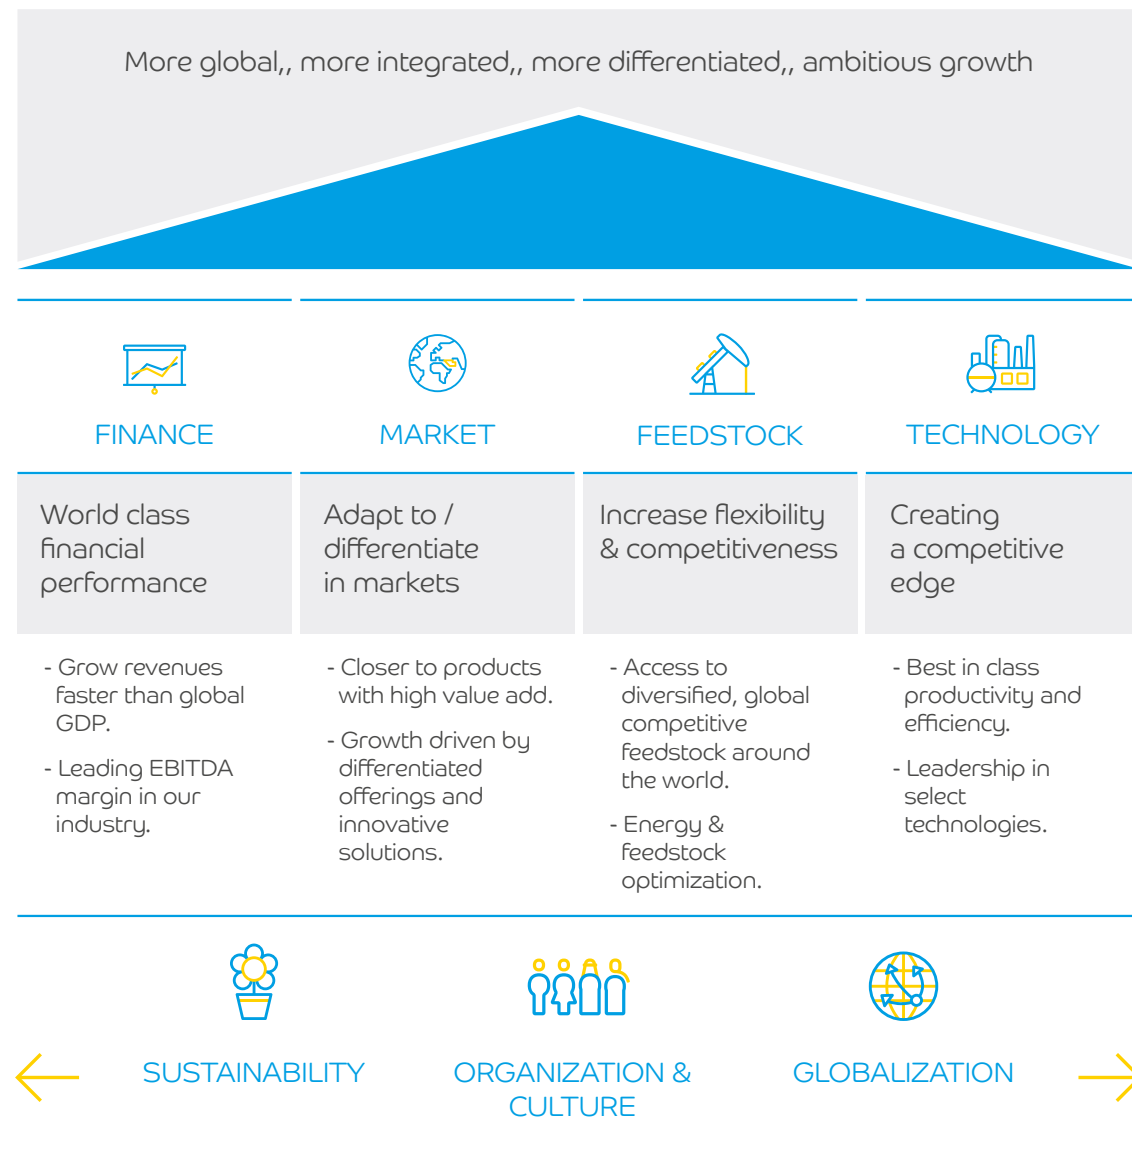 More global,, more integrated,, more differentiated,, ambitious growth
FINANCE
MARKET
FEEDSTOCK
TECHNOLOGY
World class
financial
performance
Adapt to /
differentiate
in markets
Increase flexibility
& competitiveness
Creating
a competitive
edge
- Grow revenues
faster than global
GDP.
- Leading EBITDA
margin in our
industry.
- Closer to products
with high value add.
- Growth driven by
differentiated
offerings and
innovative
solutions.
- Access to
diversified, global
competitive
feedstock around
the world.
- Energy &
feedstock
optimization.
- Best in class
productivity and
efficiency.
- Leadership in
select
technologies.
SUSTAINABILITY
ORGANIZATION &
CULTURE
GLOBALIZATION